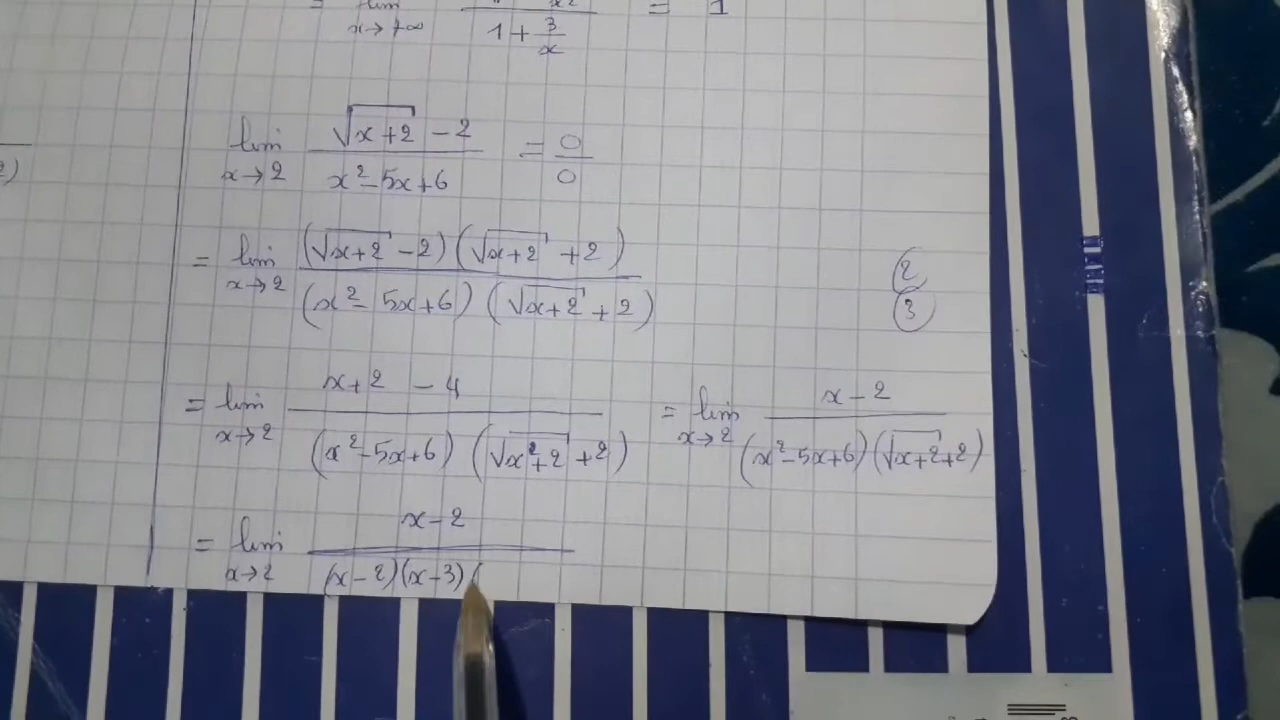 = lim x→+∞ 1 + 3/x = 1
lim x→2 (√(x+2) - 2)/(x² - 5x + 6) = 0/0
= lim x→2 ((√(x+2) - 2)(√(x+2) + 2))/((x² - 5x + 6)(√(x+2) + 2))
2
3
= lim x→2 (x+2 - 4)/((x² - 5x + 6)(√(x²+2) + 2)) = lim x→2 (x - 2)/((x² - 5x + 6)(√(x+2) + 2))
= lim x→2 (x - 2)/((x - 2)(x - 3)(